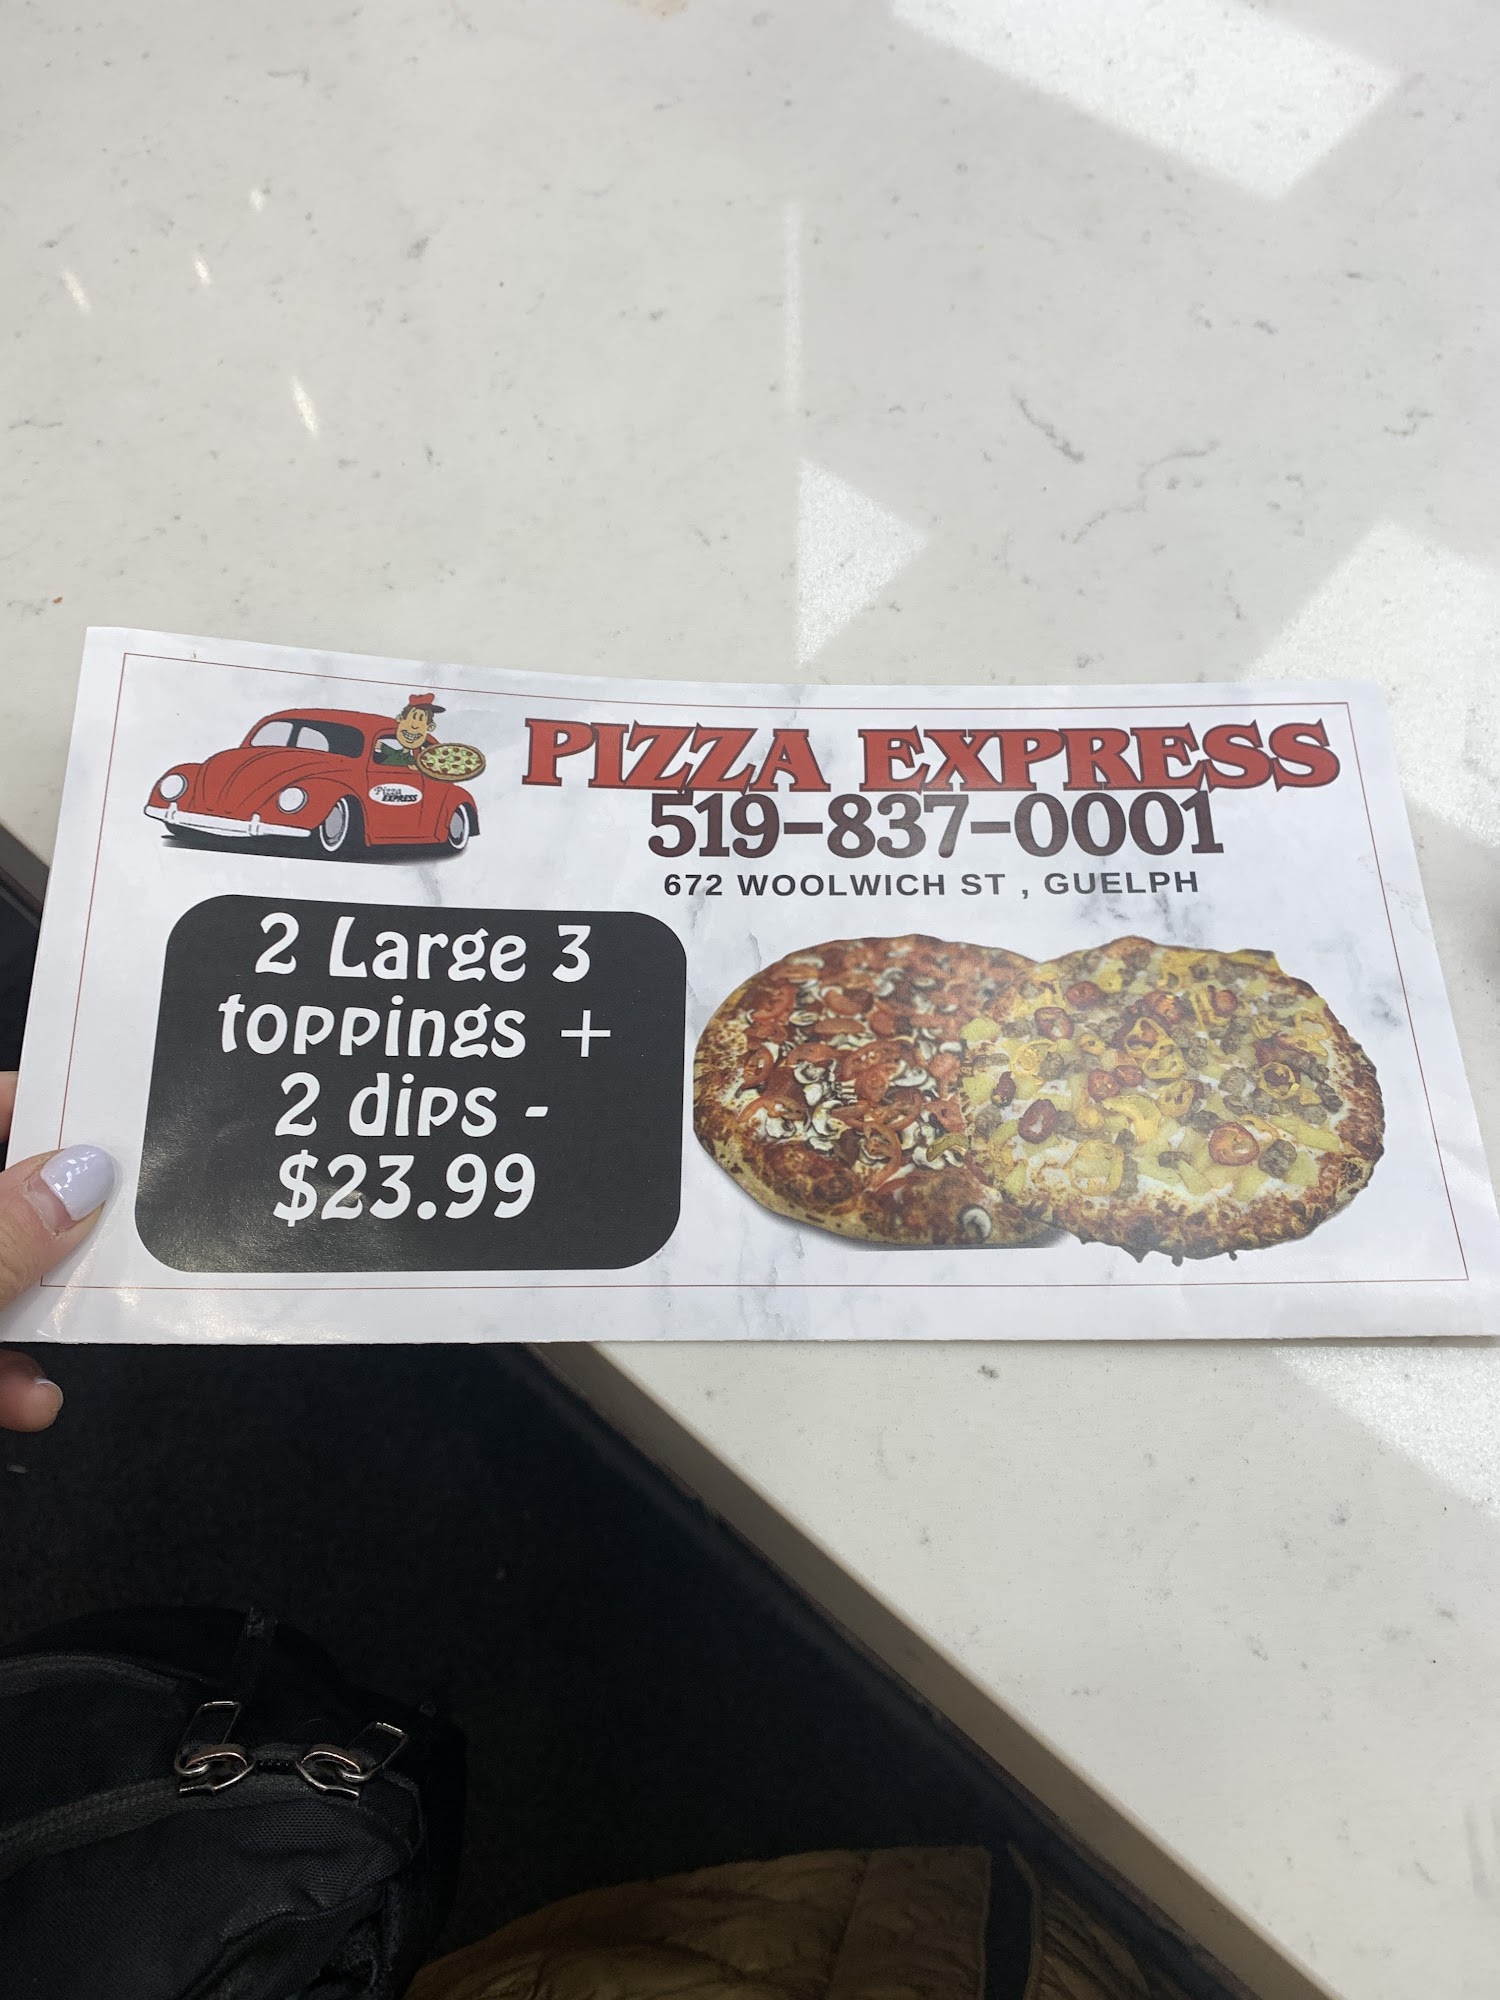 PIZZA EXPRESS
519-837-0001
672 WOOLWICH ST , GUELPH
Pizza
EXPRESS
2 Large 3
toppings +
2 dips -
$23.99